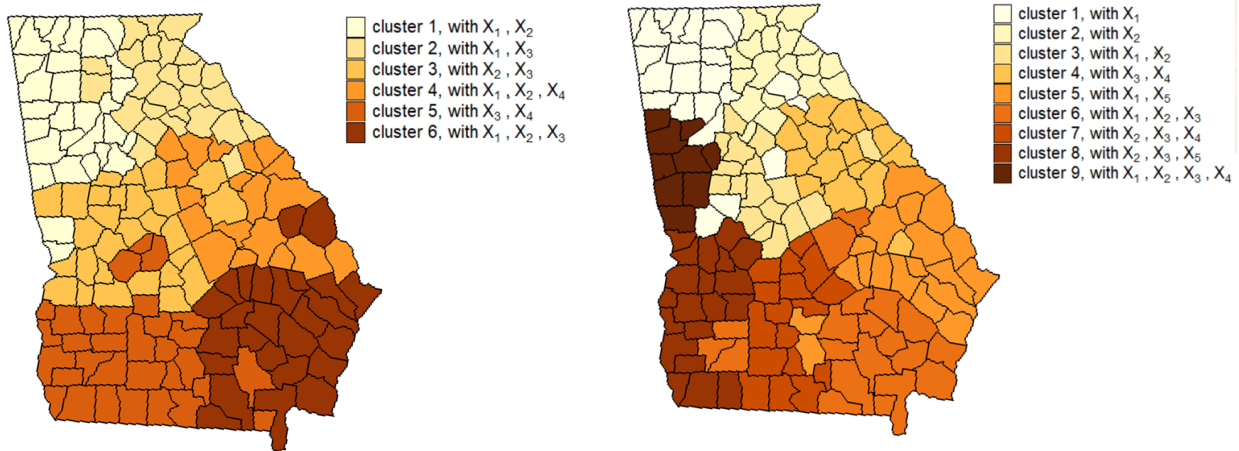 cluster 1, with X₁ , X₂
cluster 2, with X₁ , X₃
cluster 3, with X₂ , X₃
cluster 4, with X₁ , X₂ , X₄
cluster 5, with X₃ , X₄
cluster 6, with X₁ , X₂ , X₃
cluster 1, with X₁
cluster 2, with X₂
cluster 3, with X₁ , X₂
cluster 4, with X₃ , X₄
cluster 5, with X₁ , X₅
cluster 6, with X₁ , X₂ , X₃
cluster 7, with X₂ , X₃ , X₄
cluster 8, with X₂ , X₃ , X₅
cluster 9, with X₁ , X₂ , X₃ , X₄